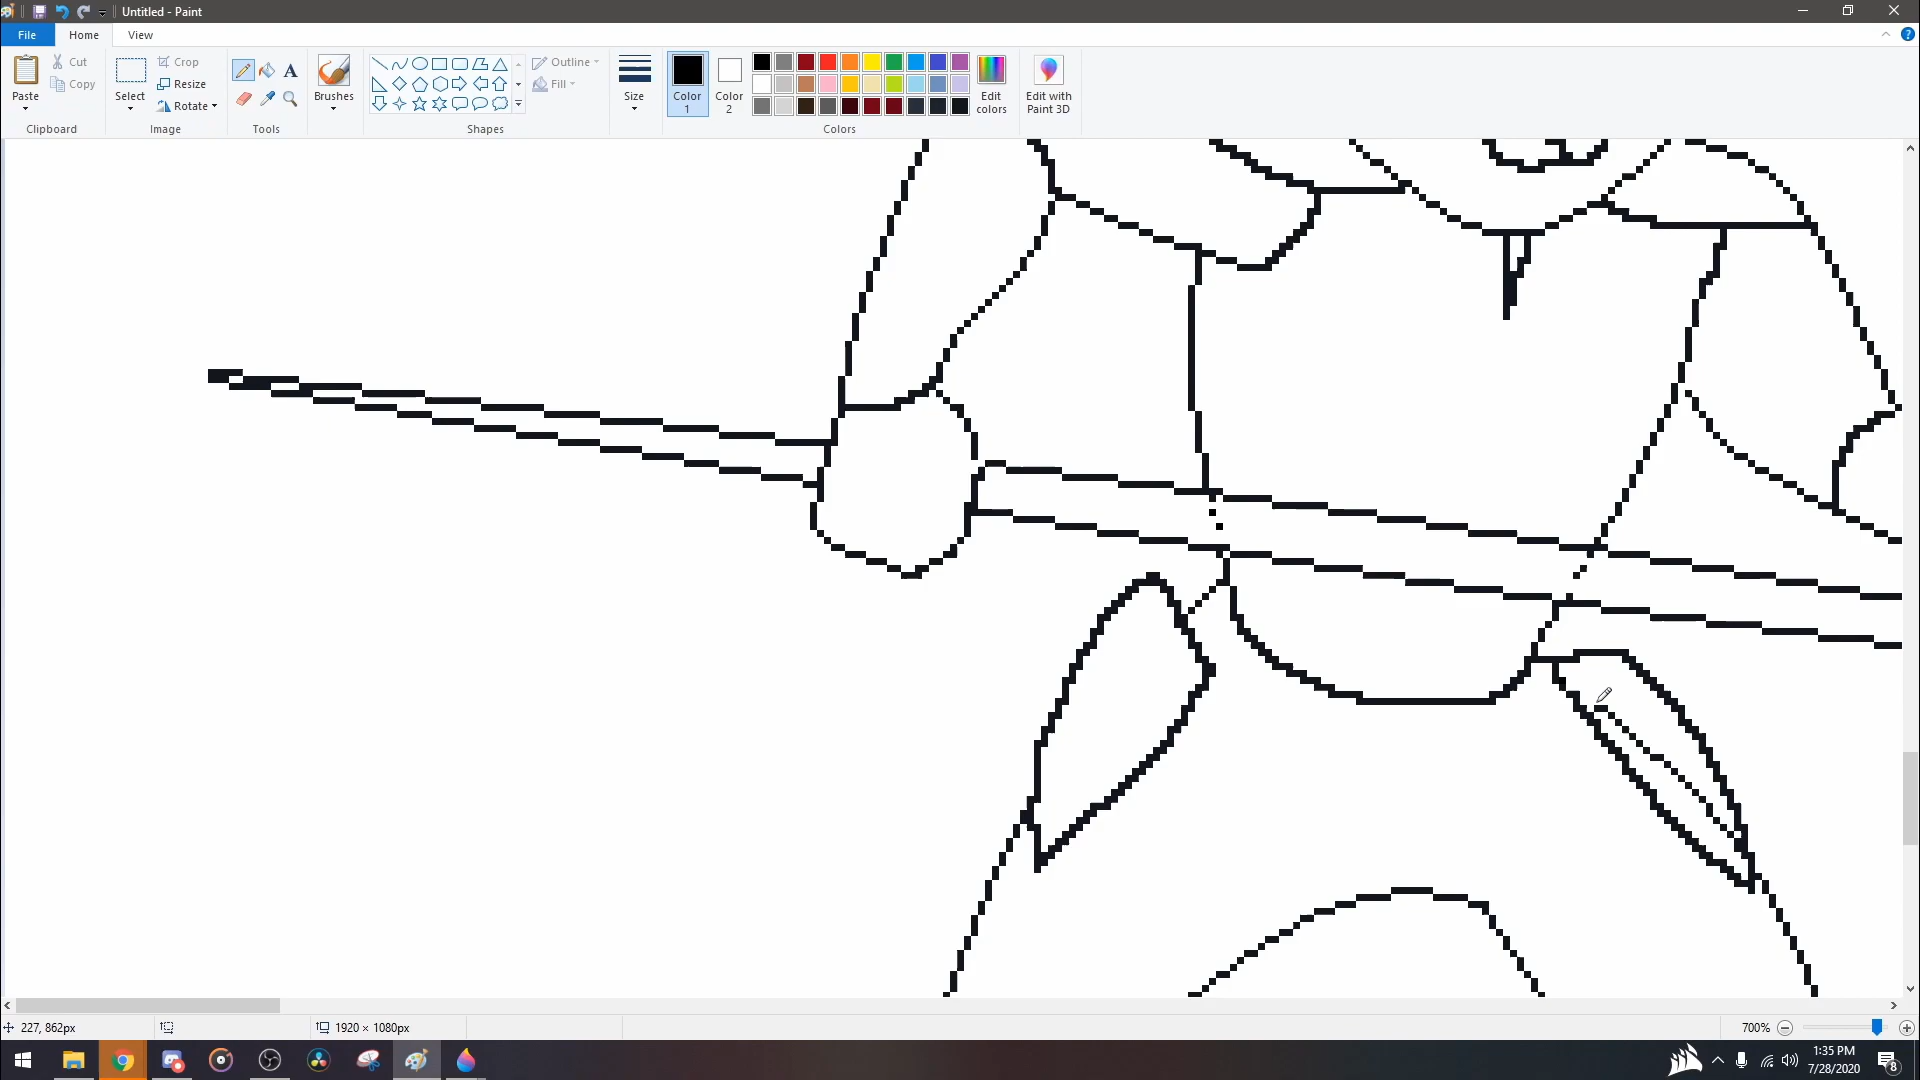 Untitled - Paint
File
Home
View
Paste
Cut
Copy
Clipboard
Select
Crop
Resize
Rotate
Image
A
Tools
Brushes
Shapes
Outline
Fill
Size
Color
1
Color
2
Colors
Edit
colors
Edit with
Paint 3D
227, 862px
1920 × 1080px
700%
1:35 PM
7/28/2020
8